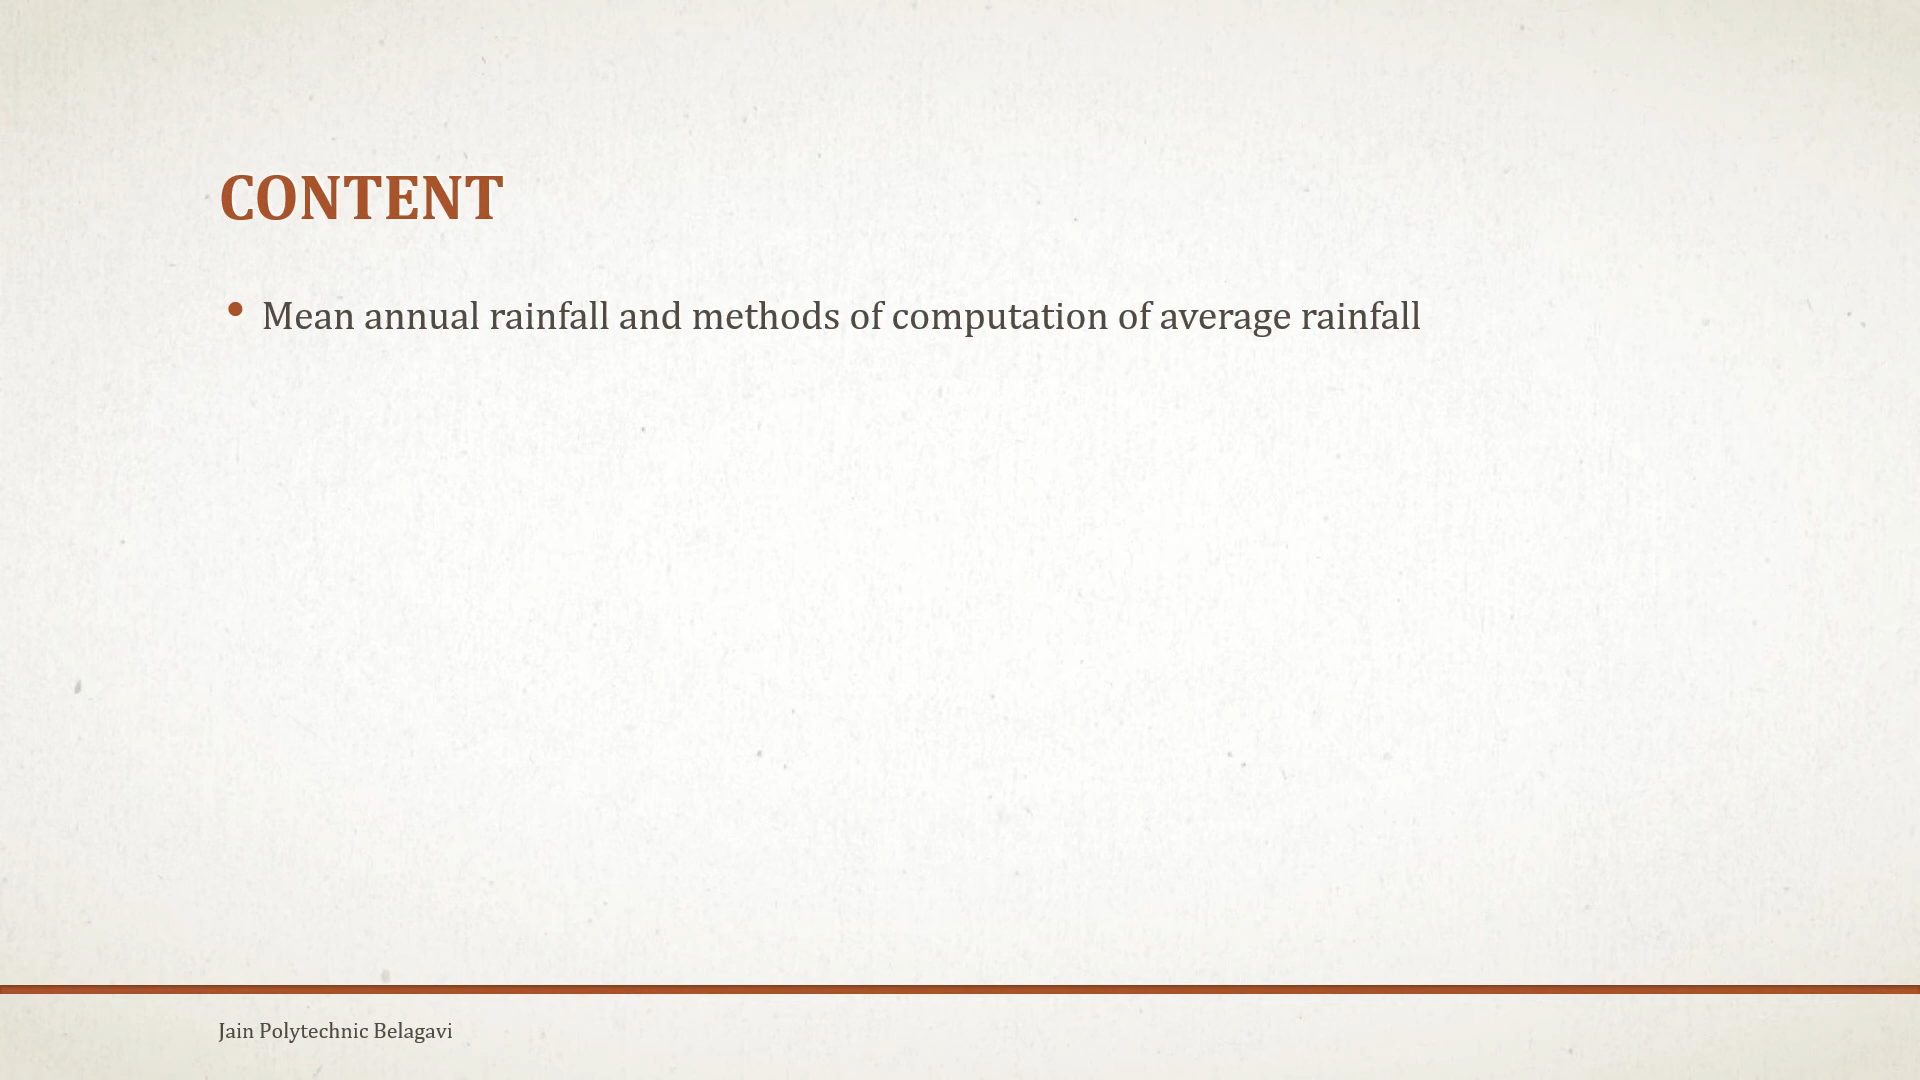 CONTENT
• Mean annual rainfall and methods of computation of average rainfall
Jain Polytechnic Belagavi